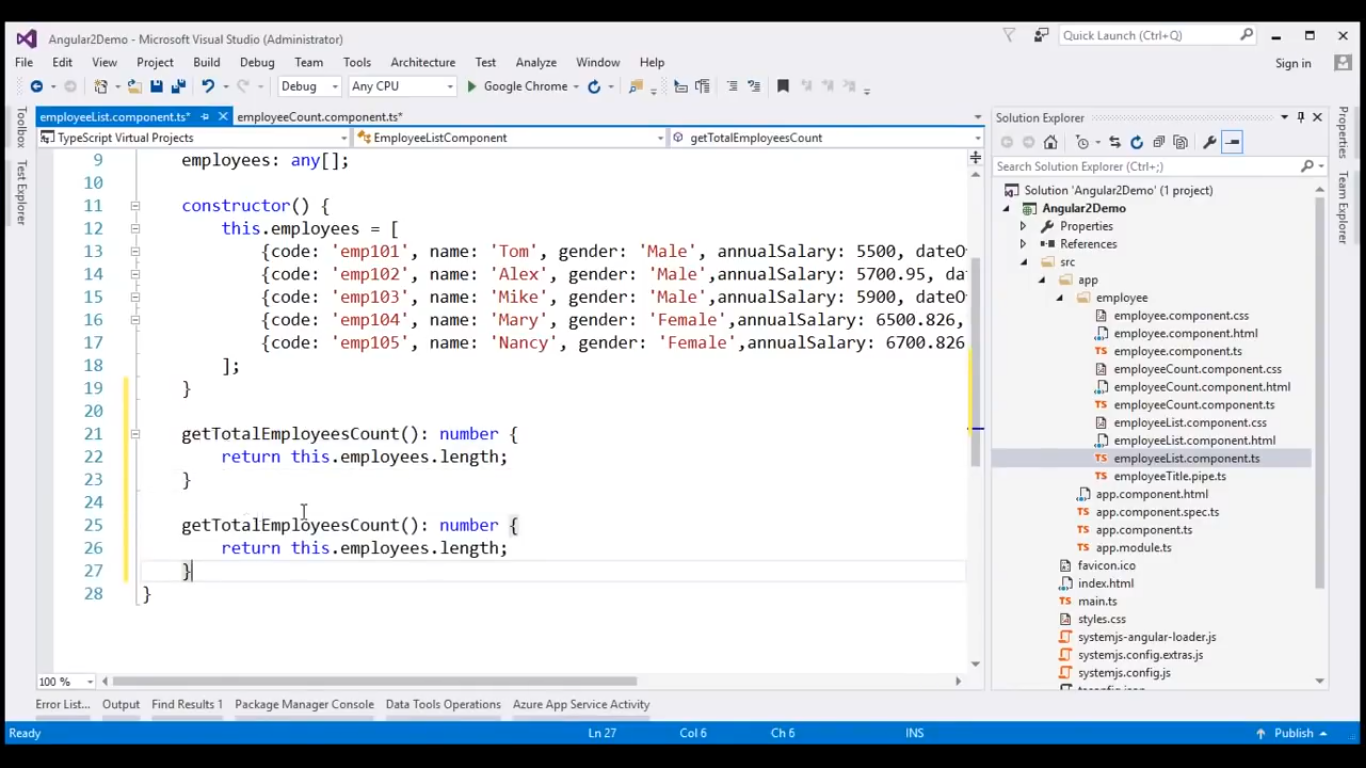 Angular2Demo - Microsoft Visual Studio (Administrator)
Quick Launch (Ctrl+Q)
File Edit View Project Build Debug Team Tools Architecture Test Analyze Window Help
Sign in
Debug Any CPU Google Chrome
employeeList.component.ts* employeeCount.component.ts*
TypeScript Virtual Projects EmployeeListComponent getTotalEmployeesCount
9 employees: any[];
10
11 constructor() {
12 this.employees = [
13 {code: 'emp101', name: 'Tom', gender: 'Male', annualSalary: 5500, dateO
14 {code: 'emp102', name: 'Alex', gender: 'Male',annualSalary: 5700.95, da
15 {code: 'emp103', name: 'Mike', gender: 'Male',annualSalary: 5900, dateO
16 {code: 'emp104', name: 'Mary', gender: 'Female',annualSalary: 6500.826,
17 {code: 'emp105', name: 'Nancy', gender: 'Female',annualSalary: 6700.826
18 ];
19 }
20
21 getTotalEmployeesCount(): number {
22 return this.employees.length;
23 }
24
25 getTotalEmployeesCount(): number {
26 return this.employees.length;
27 }
28 }
100 %
Toolbox
Test Explorer
Solution Explorer
Search Solution Explorer (Ctrl+;)
Solution 'Angular2Demo' (1 project)
Angular2Demo
Properties
References
src
app
employee
employee.component.css
employee.component.html
TS employee.component.ts
employeeCount.component.css
employeeCount.component.html
TS employeeCount.component.ts
employeeList.component.css
employeeList.component.html
TS employeeList.component.ts
TS employeeTitle.pipe.ts
app.component.html
TS app.component.spec.ts
TS app.component.ts
TS app.module.ts
favicon.ico
index.html
TS main.ts
styles.css
systemjs-angular-loader.js
systemjs.config.extras.js
systemjs.config.js
Properties
Team Explorer
Error List... Output Find Results 1 Package Manager Console Data Tools Operations Azure App Service Activity
Ready Ln 27 Col 6 Ch 6 INS Publish